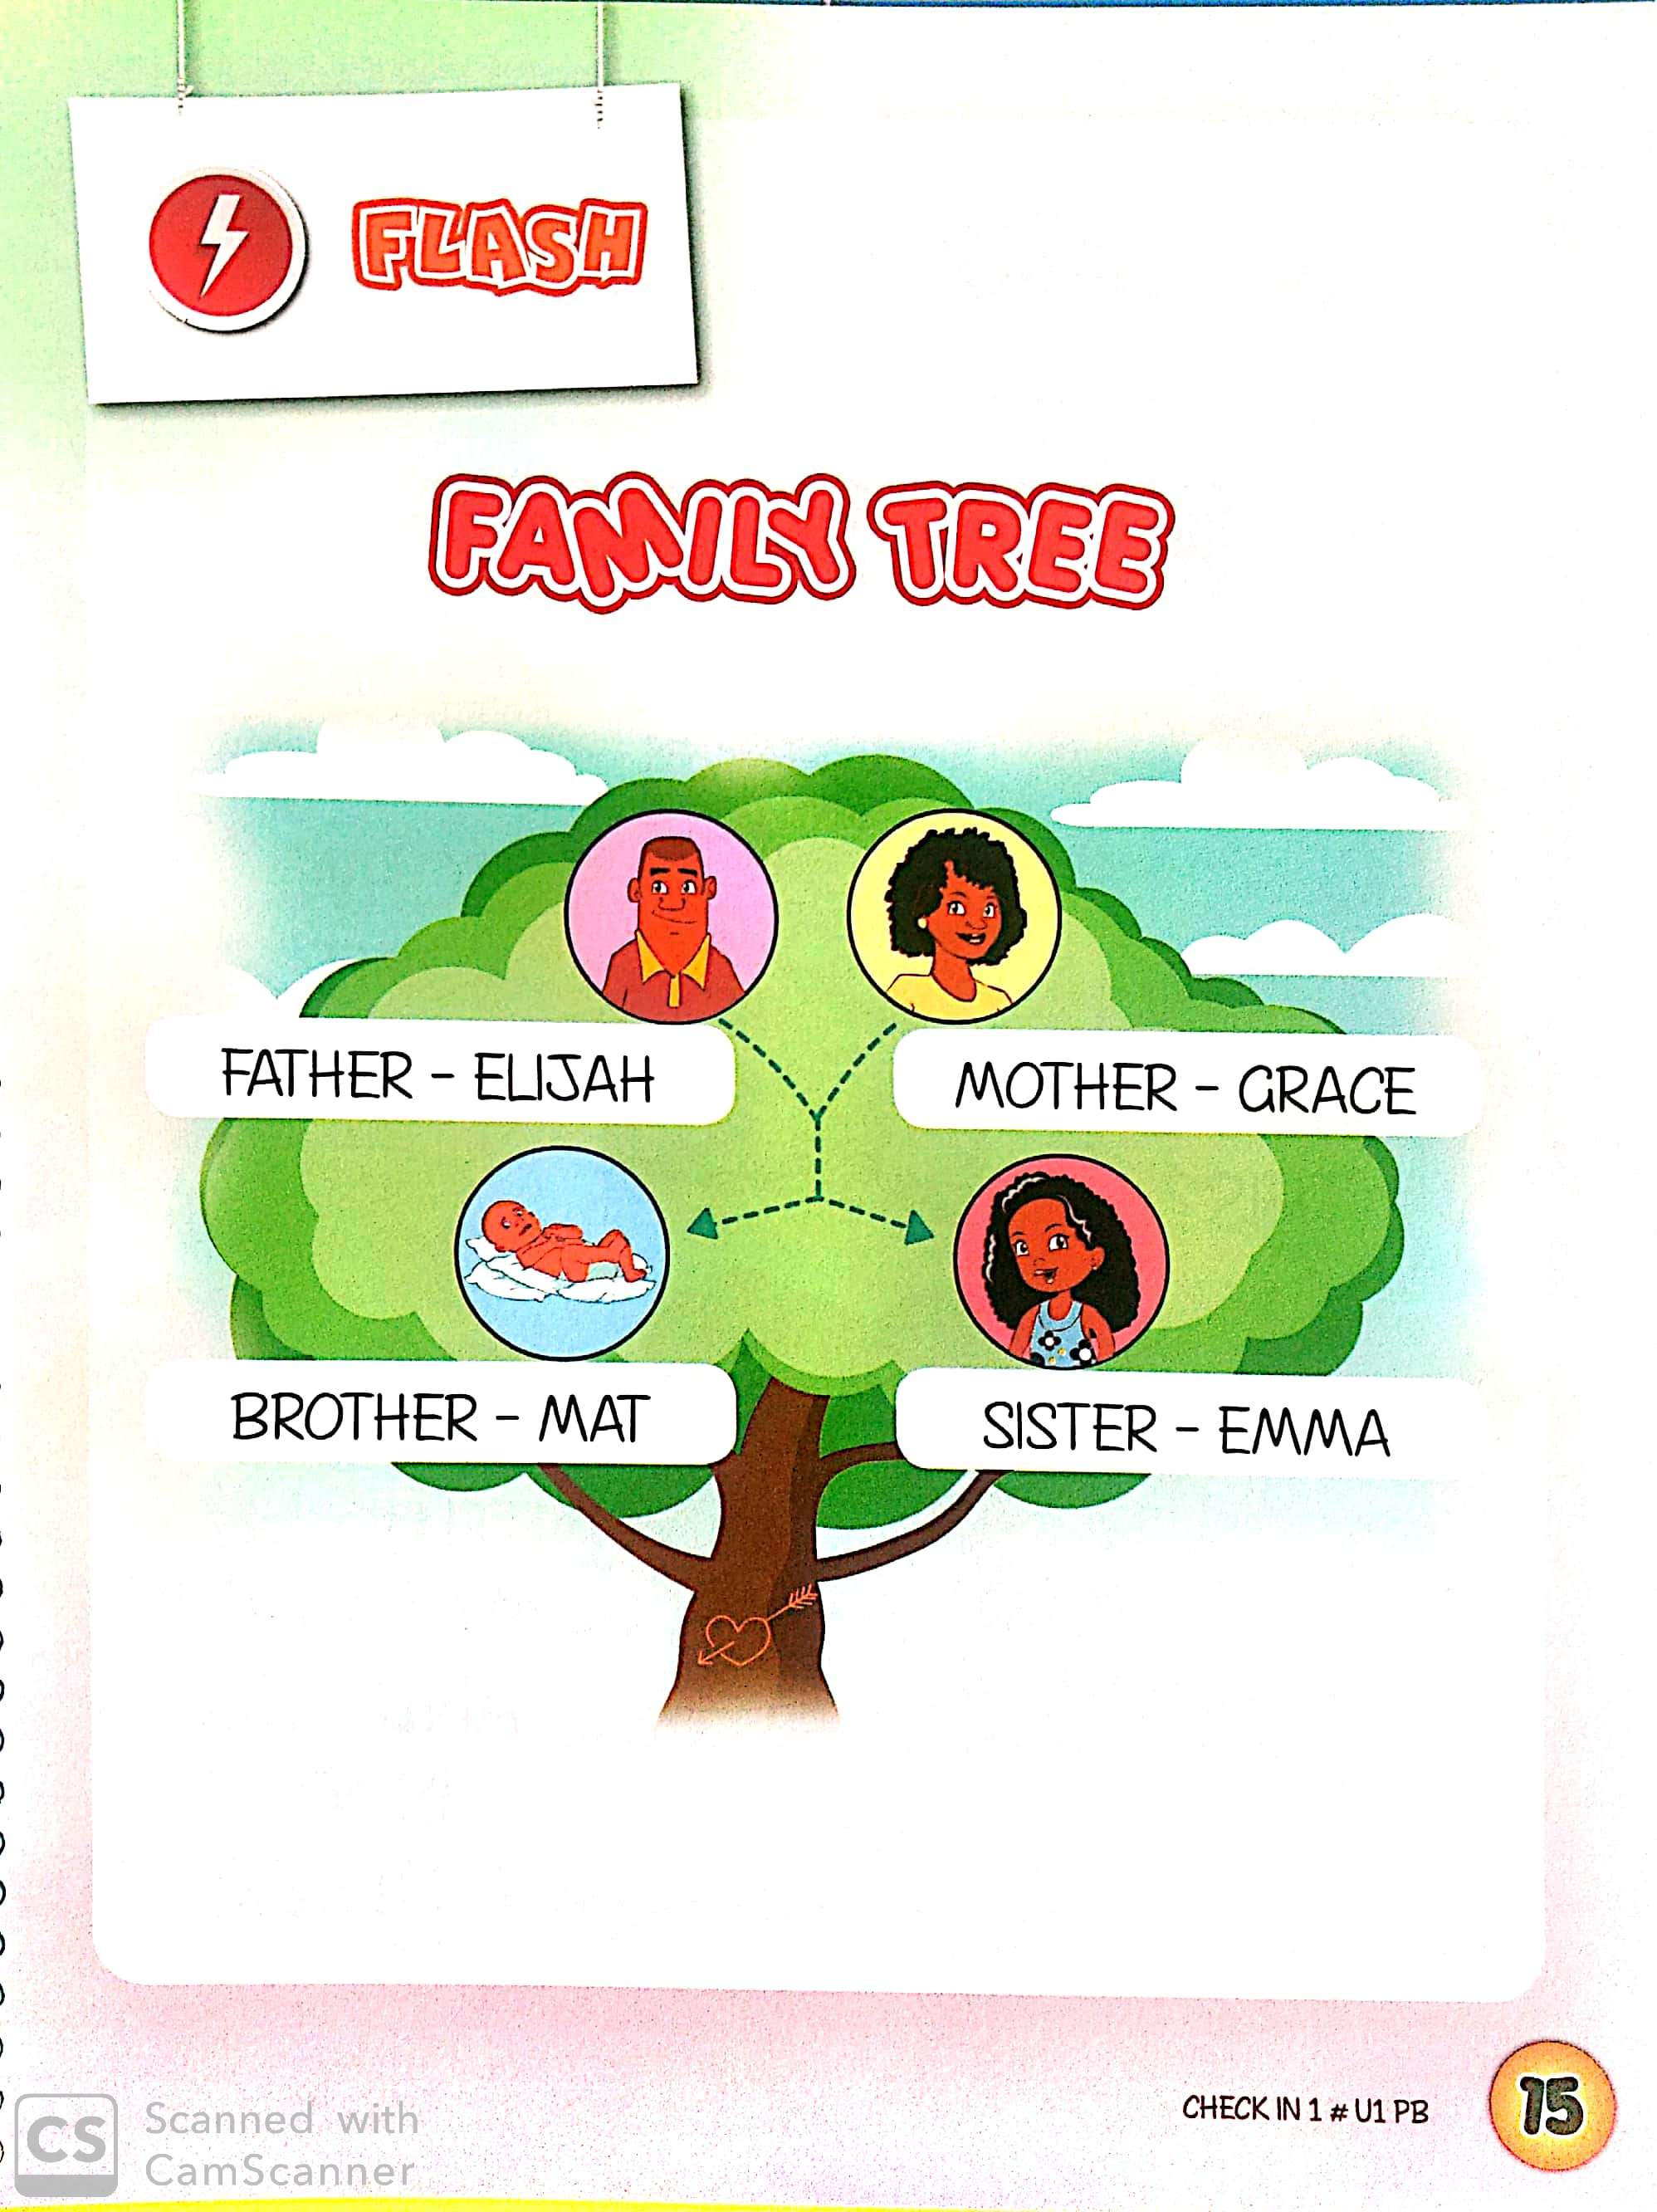 FLASH
FAMILY TREE
FATHER - ELIJAH
MOTHER - GRACE
BROTHER - MAT
SISTER - EMMA
CHECK IN 1 # U1 PB
15
CS
Scanned with
CamScanner